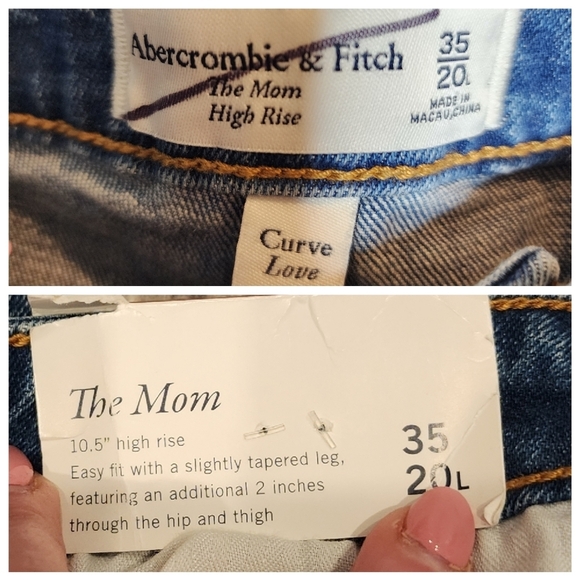 Abercrombie & Fitch
The Mom
High Rise
35
20L
MADE IN
MACAU, CHINA
Curve
Love
The Mom
10.5" high rise
Easy fit with a slightly tapered leg,
featuring an additional 2 inches
through the hip and thigh
35
20L